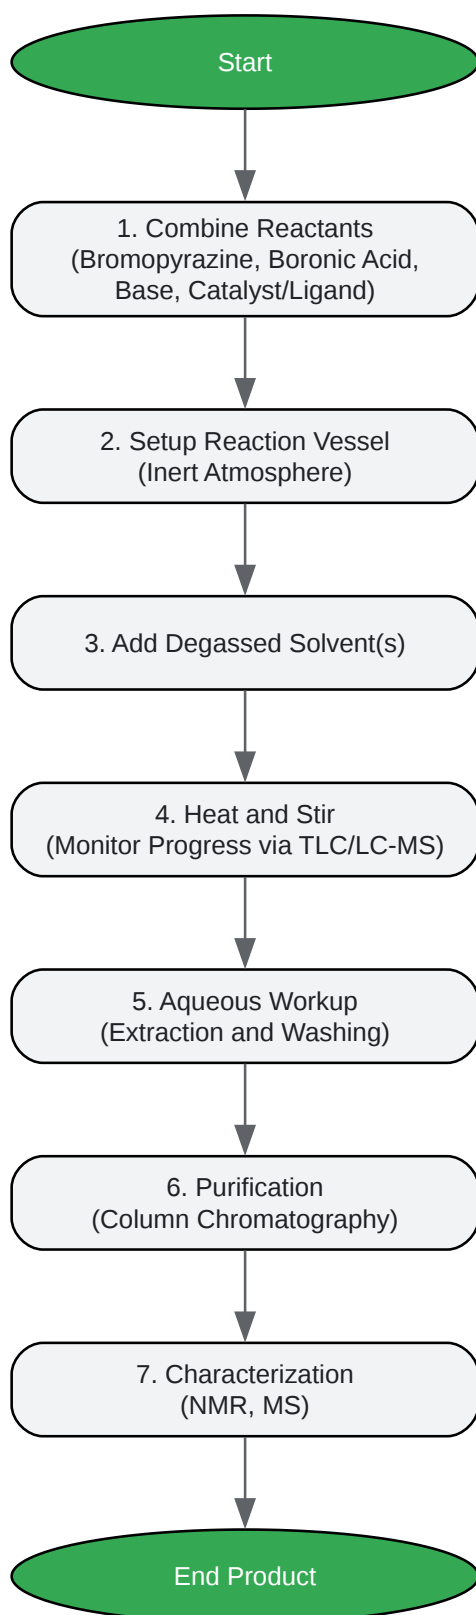 Start
1. Combine Reactants
(Bromopyrazine, Boronic Acid,
Base, Catalyst/Ligand)
2. Setup Reaction Vessel
(Inert Atmosphere)
3. Add Degassed Solvent(s)
4. Heat and Stir
(Monitor Progress via TLC/LC-MS)
5. Aqueous Workup
(Extraction and Washing)
6. Purification
(Column Chromatography)
7. Characterization
(NMR, MS)
End Product